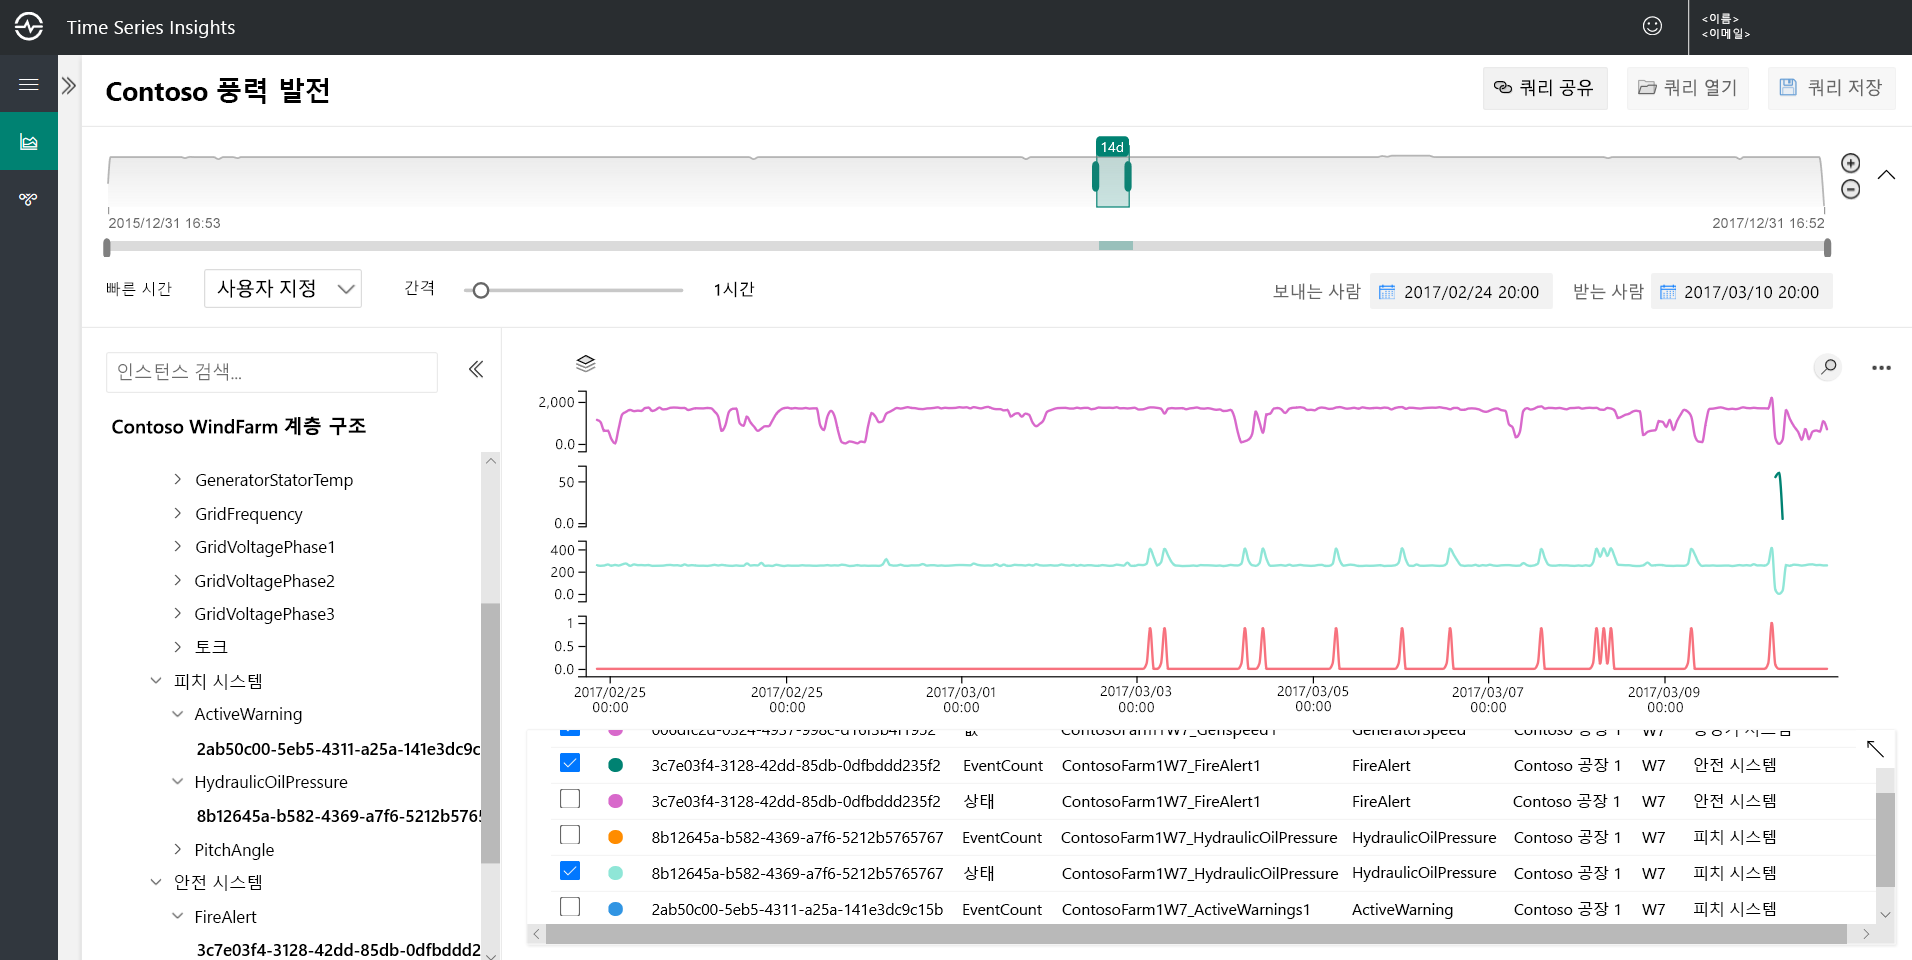 Time Series Insights
<이름>
<이메일>
Contoso 풍력 발전
쿼리 공유
쿼리 열기
쿼리 저장
14d
2015/12/31 16:53
2017/12/31 16:52
빠른 시간
사용자 지정
간격
1시간
보내는 사람
2017/02/24 20:00
받는 사람
2017/03/10 20:00
인스턴스 검색...
Contoso WindFarm 계층 구조
GeneratorStatorTemp
GridFrequency
GridVoltagePhase1
GridVoltagePhase2
GridVoltagePhase3
토크
피치 시스템
ActiveWarning
2ab50c00-5eb5-4311-a25a-141e3dc9c
HydraulicOilPressure
8b12645a-b582-4369-a7f6-5212b5765
PitchAngle
안전 시스템
FireAlert
3c7e03f4-3128-42dd-85db-0dfbddd2
2,000
0.0
50
0.0
400
200
0.0
1
0.5
0.0
2017/02/25 00:00
2017/02/25 00:00
2017/03/01 00:00
2017/03/03 00:00
2017/03/05 00:00
2017/03/07 00:00
2017/03/09 00:00
GeneratorSpeed Contoso 공장 1 W7
3c7e03f4-3128-42dd-85db-0dfbddd235f2 EventCount ContosoFarm1W7_FireAlert1 FireAlert Contoso 공장 1 W7 안전 시스템
3c7e03f4-3128-42dd-85db-0dfbddd235f2 상태 ContosoFarm1W7_FireAlert1 FireAlert Contoso 공장 1 W7 안전 시스템
8b12645a-b582-4369-a7f6-5212b5765767 EventCount ContosoFarm1W7_HydraulicOilPressure HydraulicOilPressure Contoso 공장 1 W7 피치 시스템
8b12645a-b582-4369-a7f6-5212b5765767 상태 ContosoFarm1W7_HydraulicOilPressure HydraulicOilPressure Contoso 공장 1 W7 피치 시스템
2ab50c00-5eb5-4311-a25a-141e3dc9c15b EventCount ContosoFarm1W7_ActiveWarnings1 ActiveWarning Contoso 공장 1 W7 피치 시스템